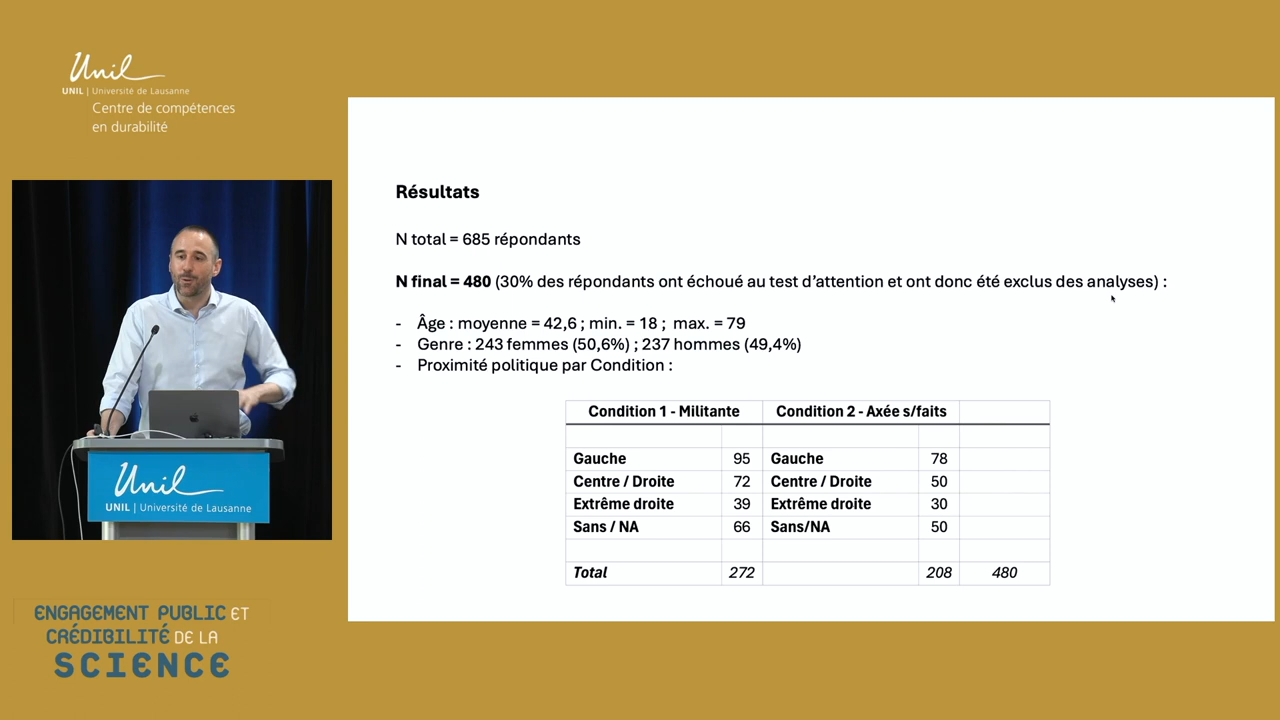 Unil
UNIL | Université de Lausanne
Centre de compétences
en durabilité
Résultats
N total = 685 répondants
N final = 480 (30% des répondants ont échoué au test d’attention et ont donc été exclus des analyses) :
- Âge : moyenne = 42,6 ; min. = 18 ; max. = 79
- Genre : 243 femmes (50,6%) ; 237 hommes (49,4%)
- Proximité politique par Condition :
Condition 1 - Militante Condition 2 - Axée s/faits
Gauche 95 Gauche 78
Centre / Droite 72 Centre / Droite 50
Extrême droite 39 Extrême droite 30
Sans / NA 66 Sans/NA 50
Total 272 208 480
Unil
UNIL | Université de Lausanne
ENGAGEMENT PUBLIC ET
CRÉDIBILITÉ DE LA
SCIENCE